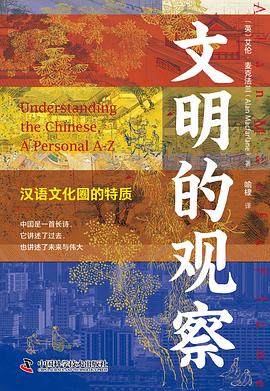 [英] 艾伦·麦克法兰 (Alan Macfarlane) 著
喻棣 译
文明的观察
Understanding
the Chinese,
A Personal A-Z
汉语文化圈的特质
中国是一首长诗,
它讲述了过去,
也讲述了未来与伟大
Alan Macfarlane
中国科学技术出版社